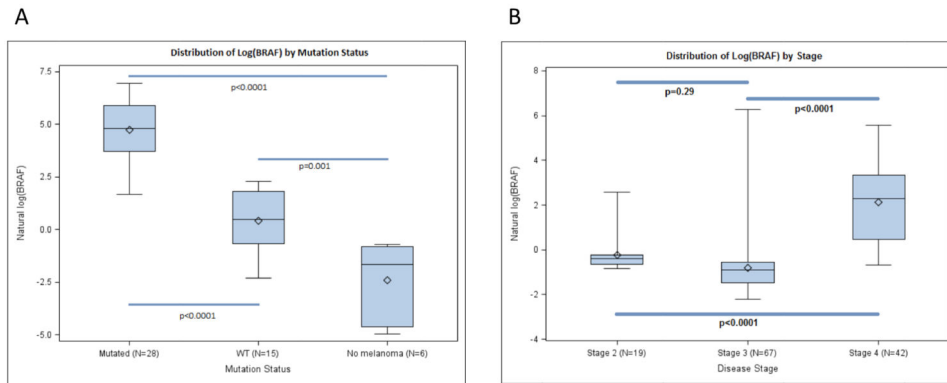 A
Distribution of Log(BRAF) by Mutation Status
7.5
5.0
2.5
0.0
-2.5
-5.0
Natural log(BRAF)
p<0.0001
p=0.001
p<0.0001
Mutated (N=28)
WT (N=15)
No melanoma (N=6)
Mutation Status
B
Distribution of Log(BRAF) by Stage
8
6
4
2
0
-2
-4
Natural log(BRAF)
p=0.29
p<0.0001
p<0.0001
Stage 2 (N=19)
Stage 3 (N=67)
Stage 4 (N=42)
Disease Stage